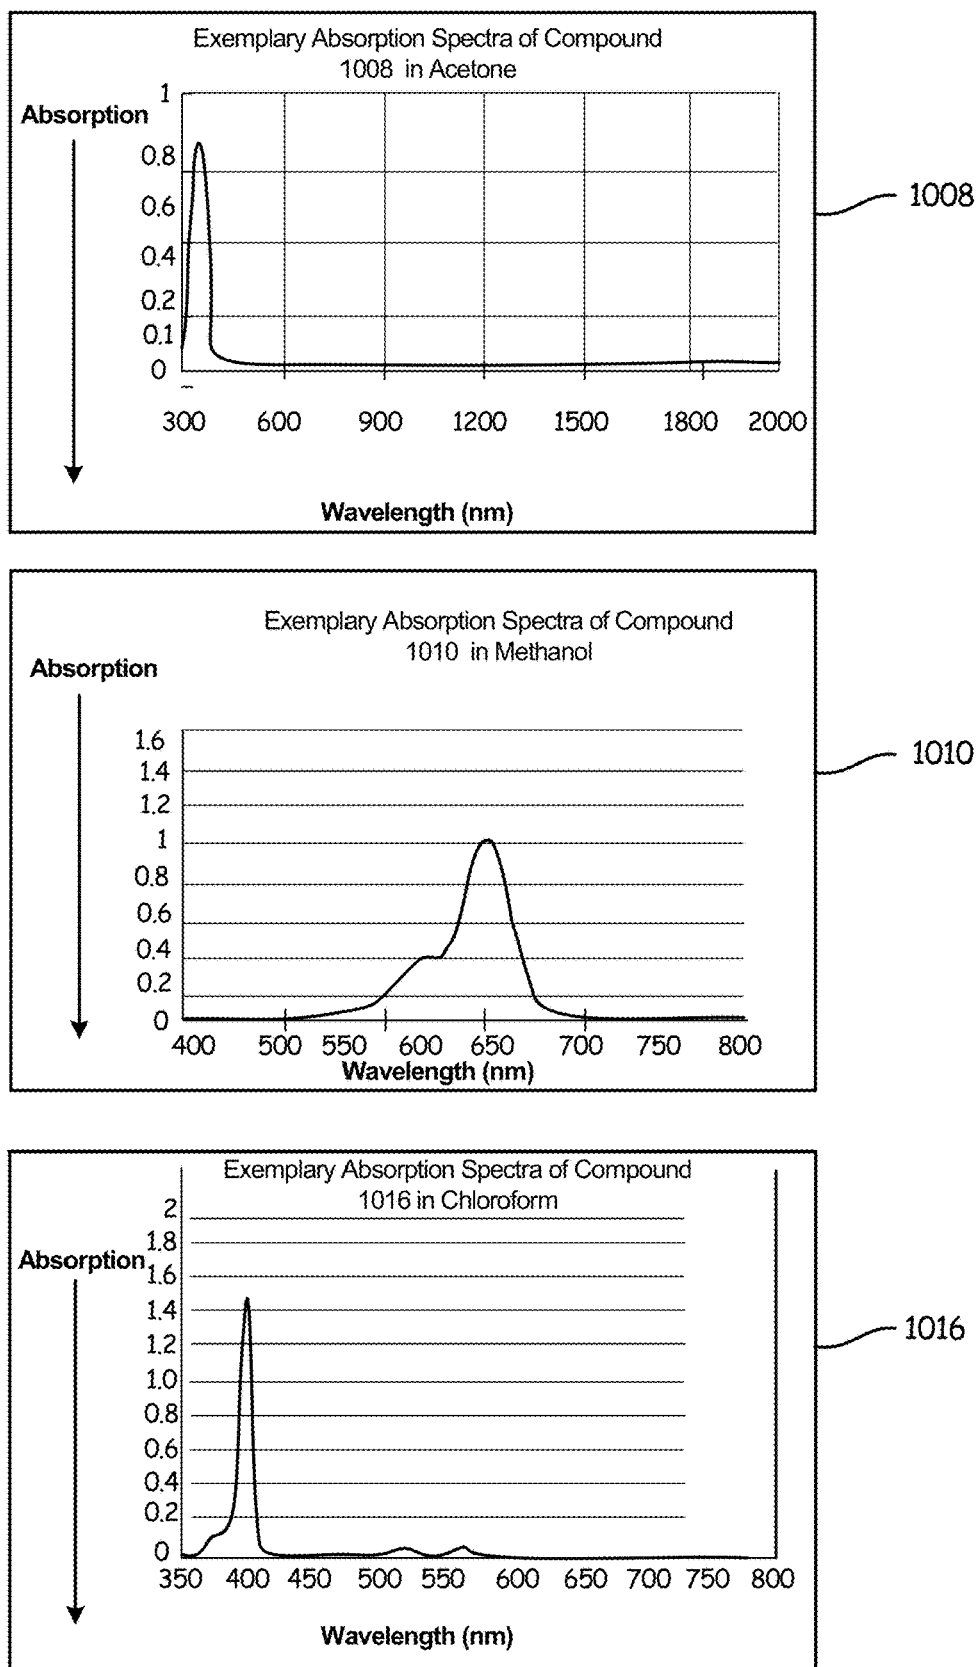 Exemplary Absorption Spectra of Compound
1008 in Acetone
Absorption
1
0.8
0.6
0.4
0.2
0.1
0
300 600 900 1200 1500 1800 2000
Wavelength (nm)
1008
Exemplary Absorption Spectra of Compound
1010 in Methanol
Absorption
1.6
1.4
1.2
1
0.8
0.6
0.4
0.2
0
400 500 550 600 650 700 750 800
Wavelength (nm)
1010
Exemplary Absorption Spectra of Compound
1016 in Chloroform
Absorption
2
1.8
1.6
1.4
1.2
1.0
0.8
0.6
0.4
0.2
0
350 400 450 500 550 600 650 700 750 800
Wavelength (nm)
1016